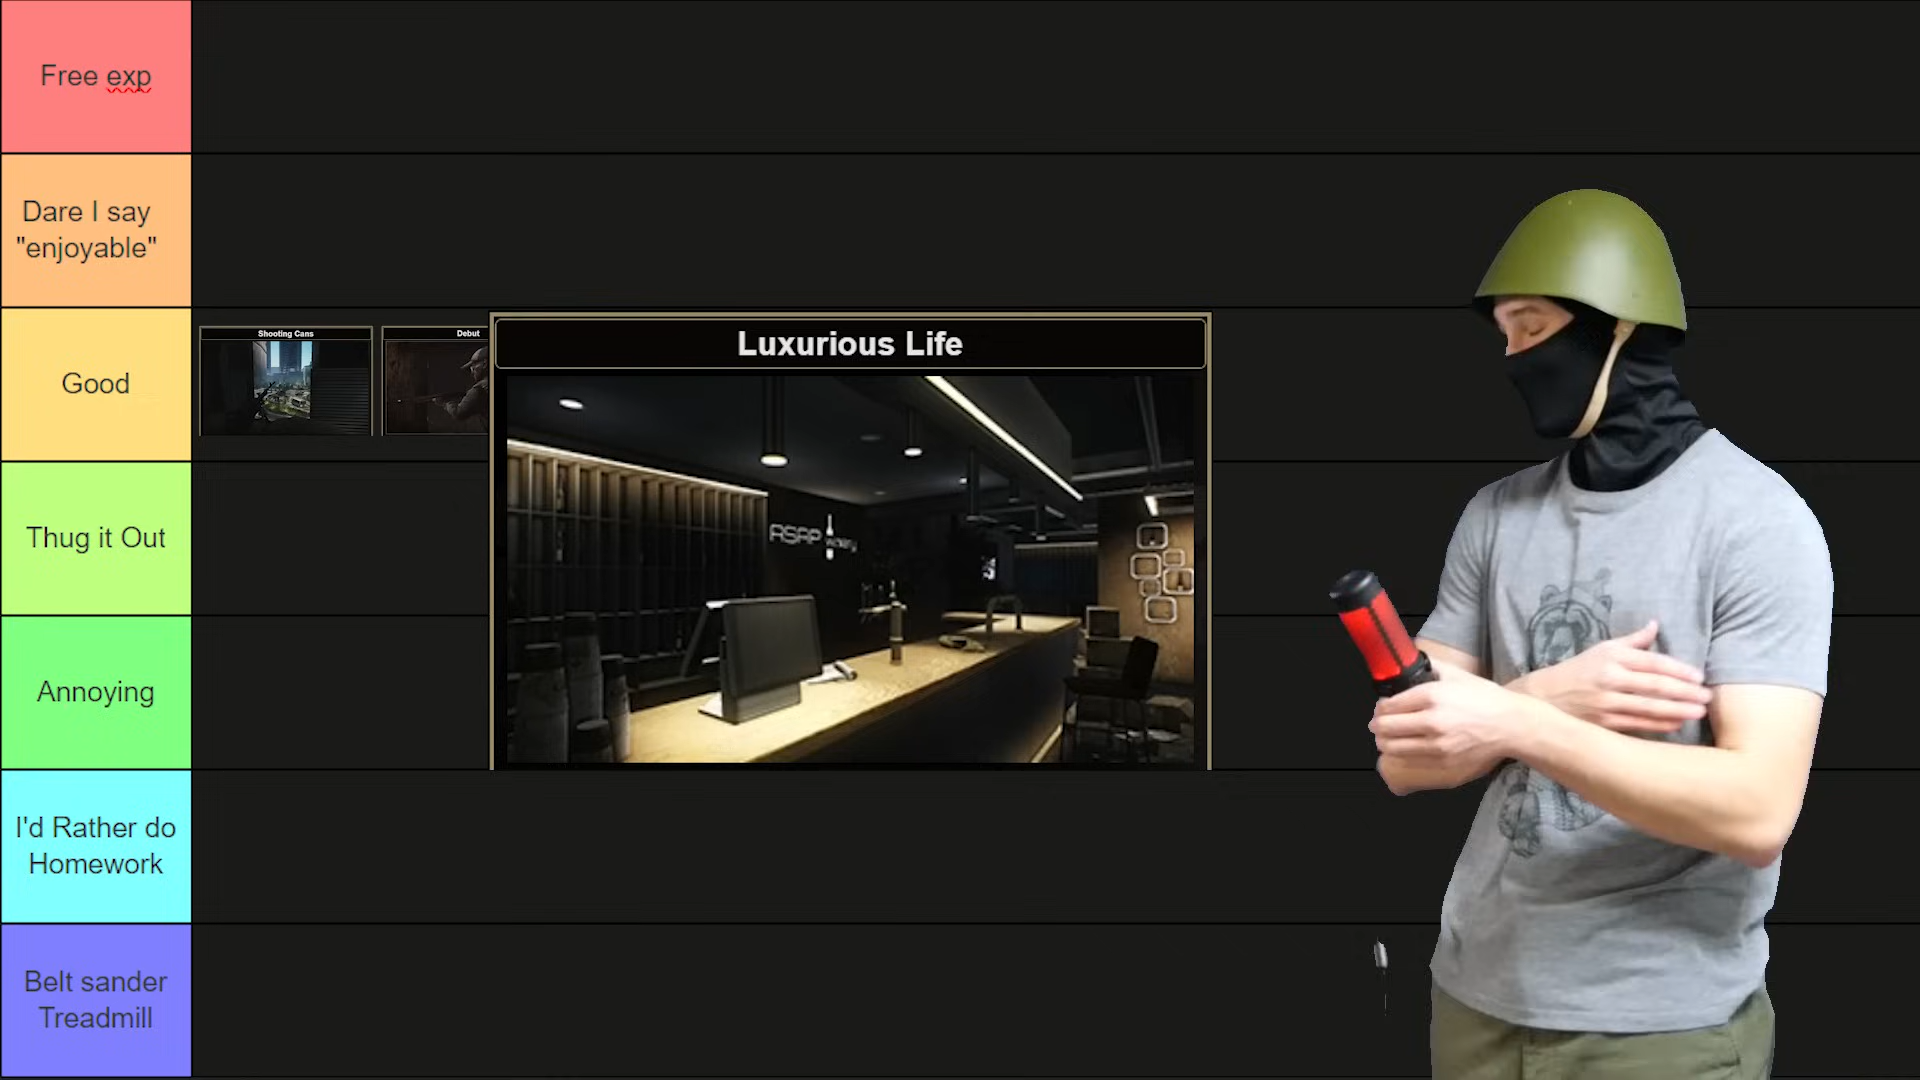 Free exp
Dare I say
"enjoyable"
Shooting Cans
Debut
Luxurious Life
Good
ASAP
Thug it Out
Annoying
I'd Rather do
Homework
Belt sander
Treadmill